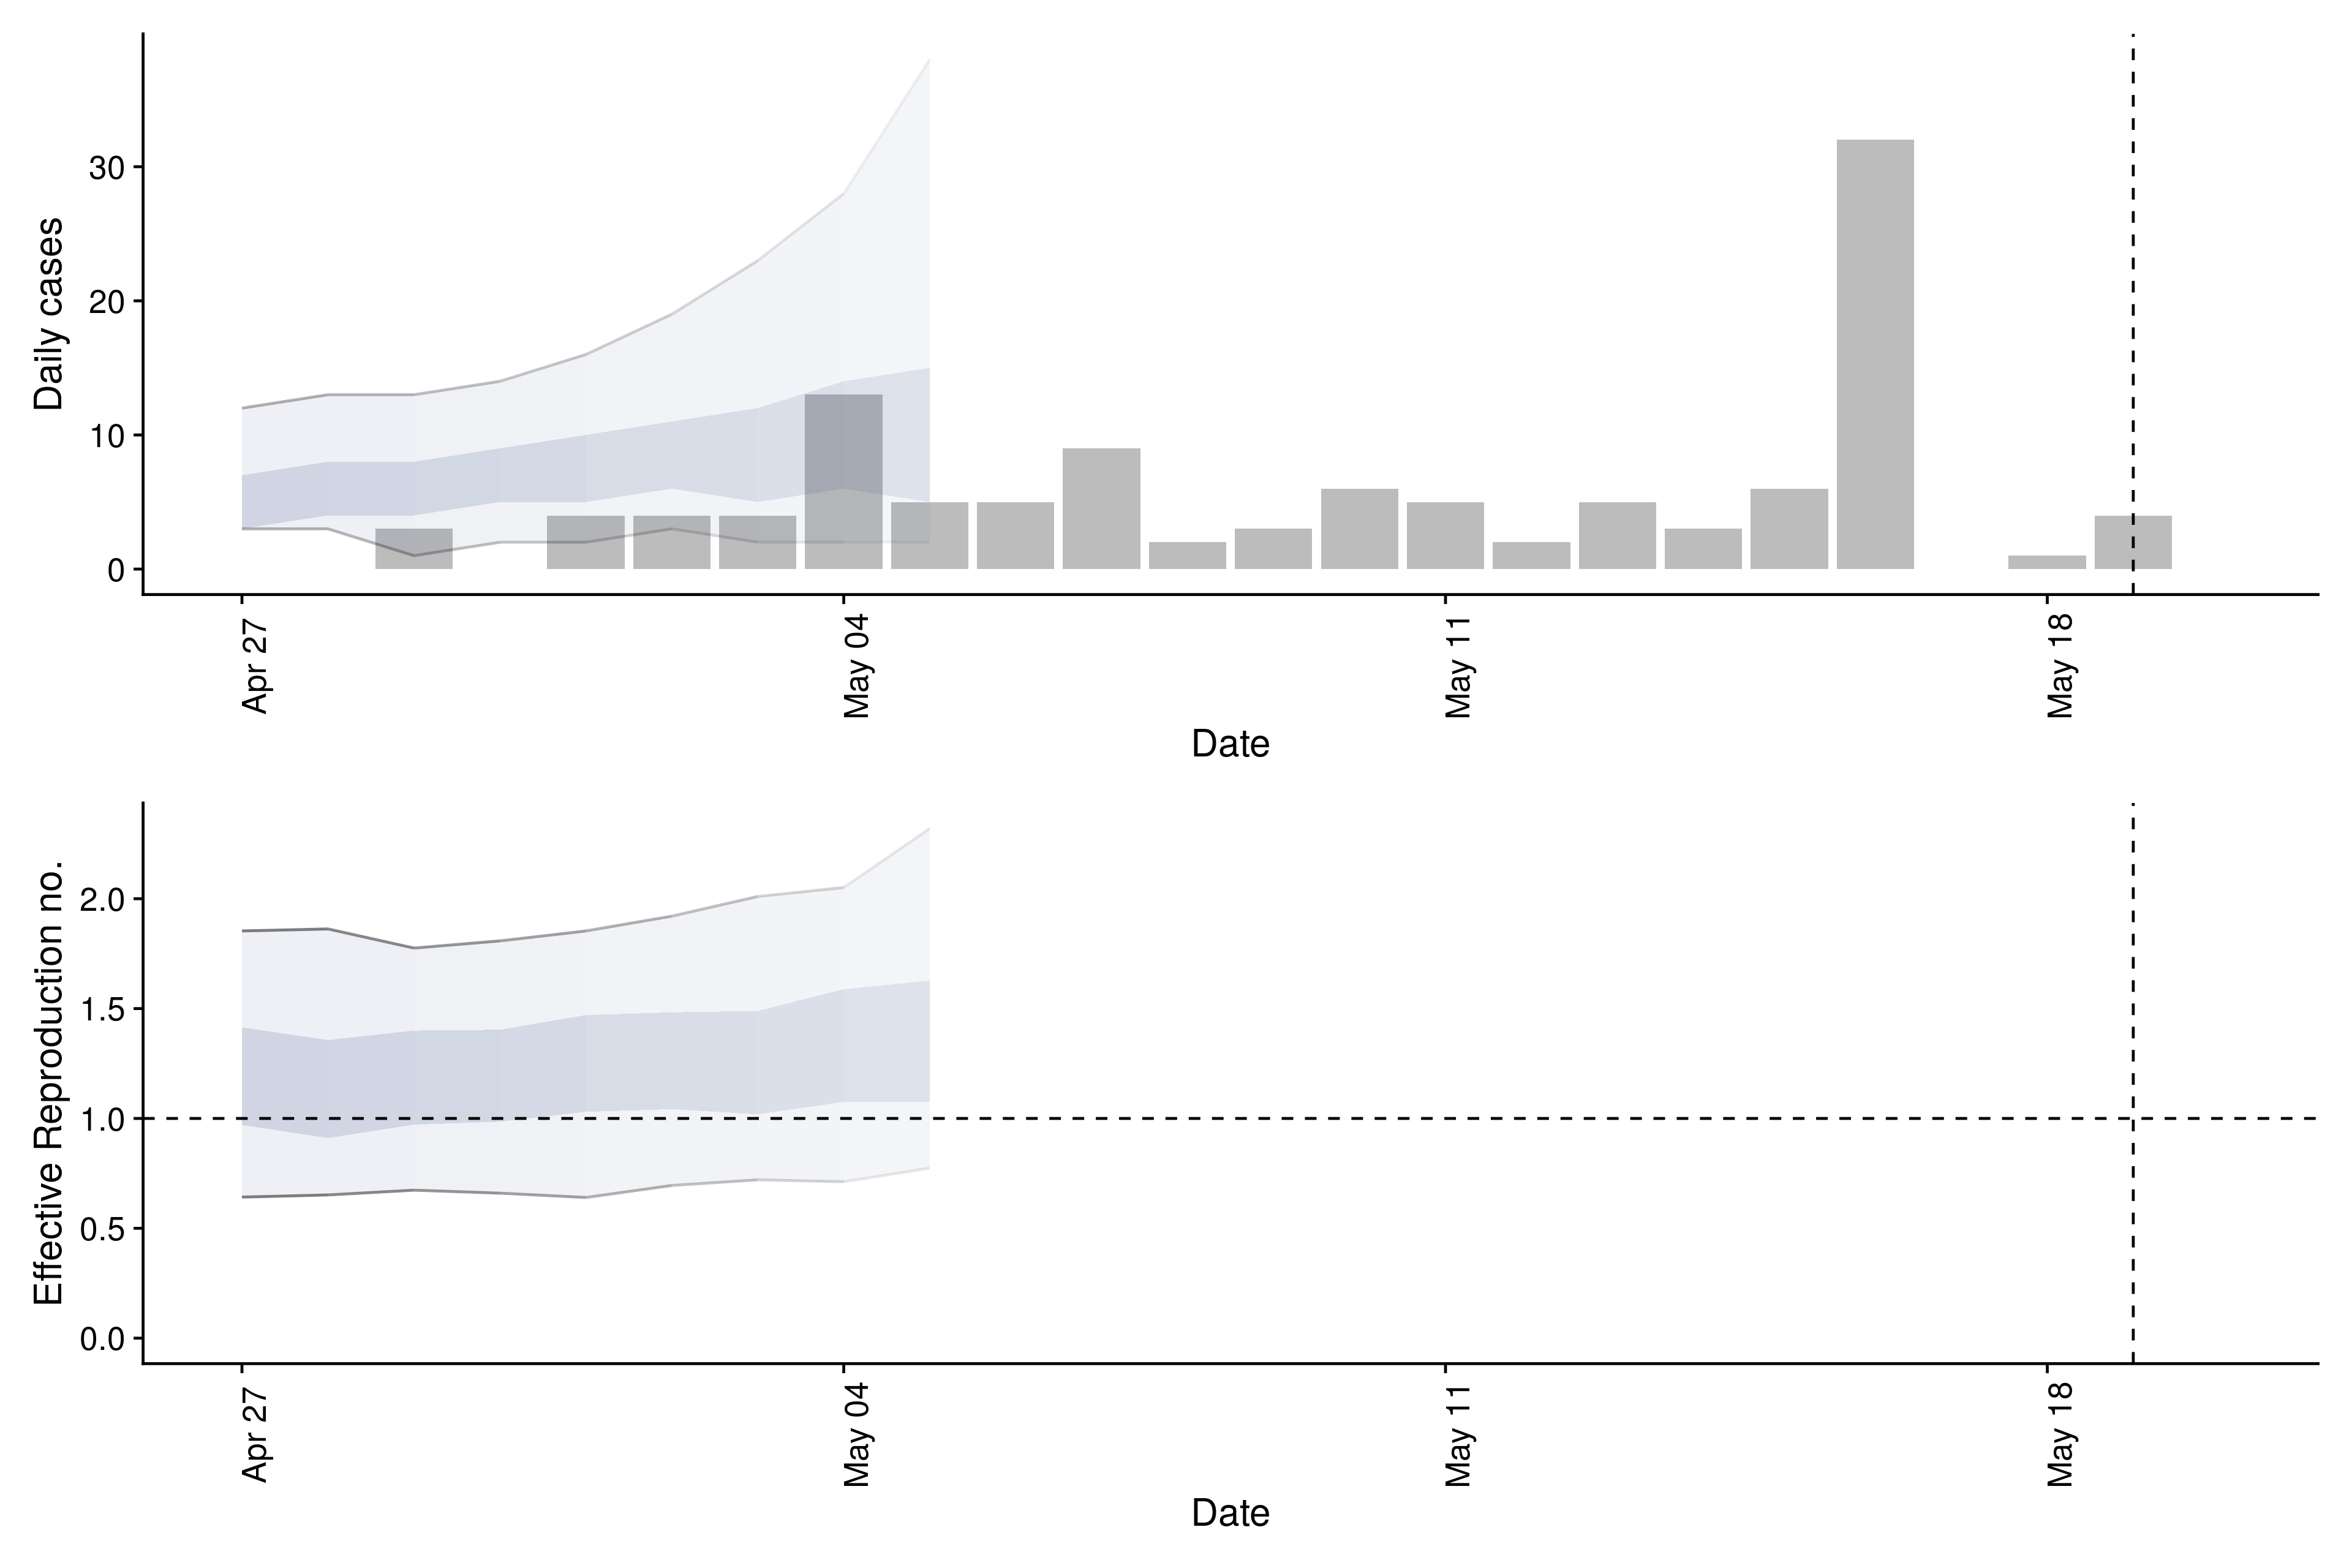 Daily cases
30
20
10
0
Apr 27
May 04
May 11
May 18
Date
Effective Reproduction no.
2.0
1.5
1.0
0.5
0.0
Apr 27
May 04
May 11
May 18
Date